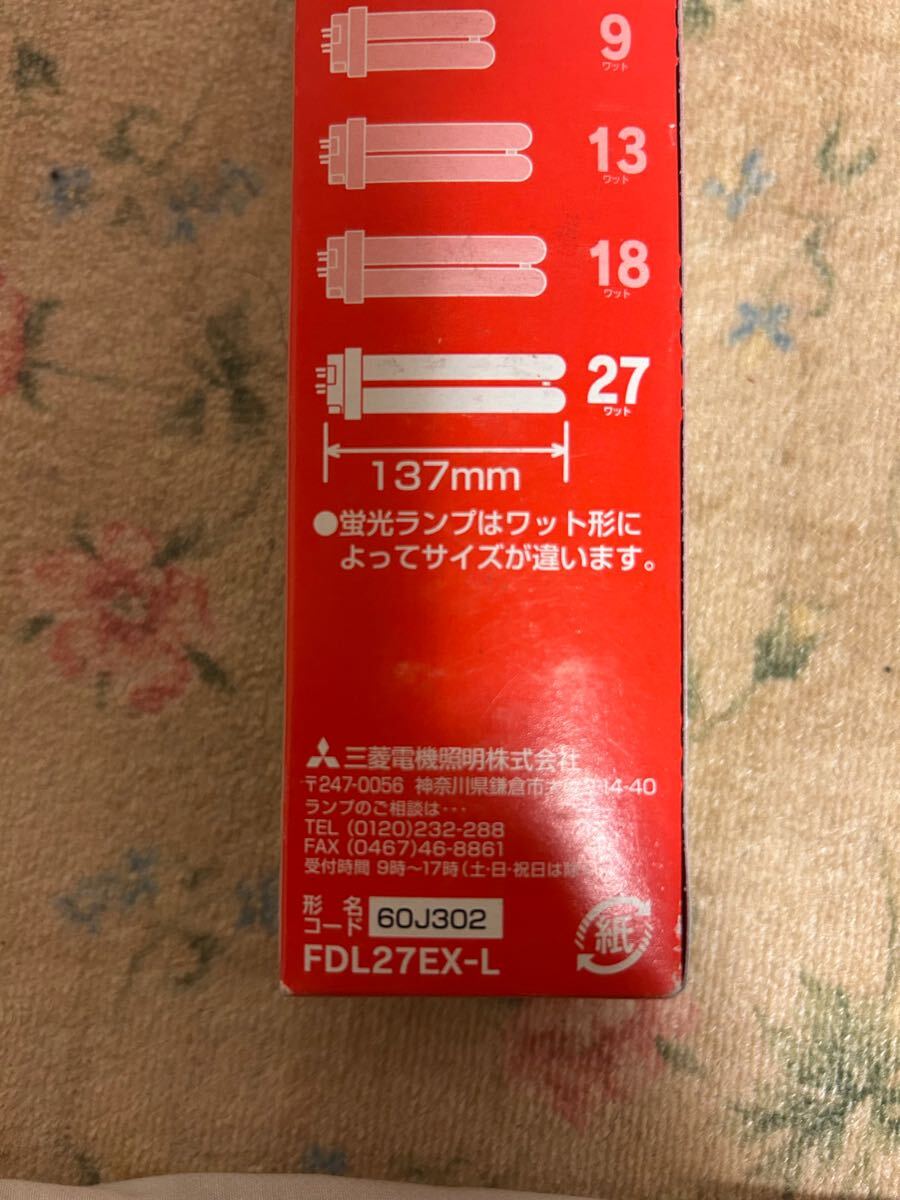 9
ワット
13
ワット
18
ワット
27
ワット
137mm
●蛍光ランプはワット形に
よってサイズが違います。
三菱電機照明株式会社
〒247-0056 神奈川県鎌倉市 14-40
ランプのご相談は・・・
TEL (0120)232-288
FAX (0467)46-8861
受付時間 9時～17時(土・日・祝日は除
形名
コード 60J302
FDL27EX-L
紙